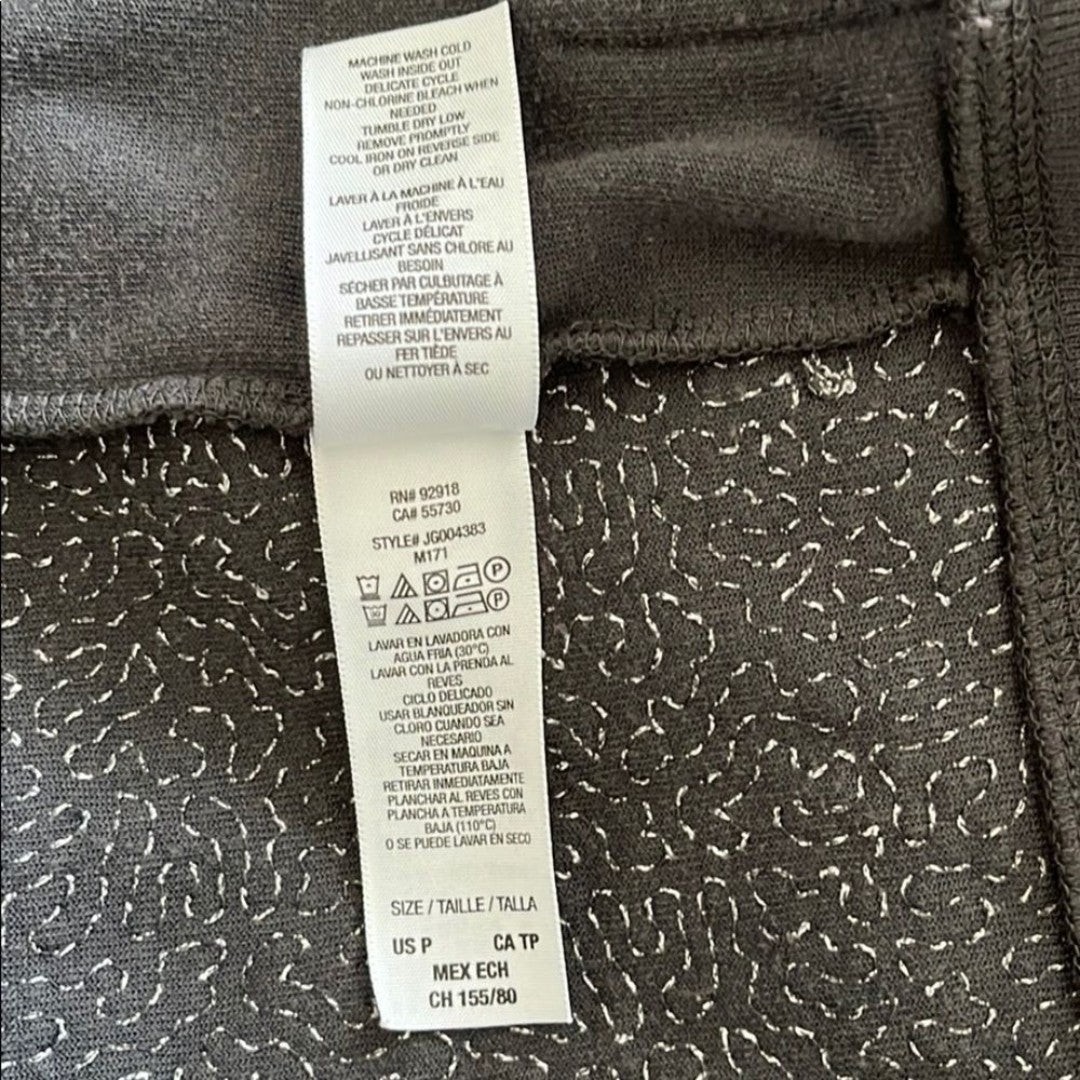 MACHINE WASH COLD
WASH INSIDE OUT
DELICATE CYCLE
NON-CHLORINE BLEACH WHEN
NEEDED
TUMBLE DRY LOW
REMOVE PROMPTLY
COOL IRON ON REVERSE SIDE
OR DRY CLEAN
LAVER À LA MACHINE À L'EAU
FROIDE
LAVER À L'ENVERS
CYCLE DÉLICAT
JAVELLISANT SANS CHLORE AU
BESOIN
SÉCHER PAR CULBUTAGE À
BASSE TEMPÉRATURE
RETIRER IMMÉDIATEMENT
REPASSER SUR L'ENVERS AU
FER TIÈDE
OU NETTOYER À SEC
RN# 92918
CA# 55730
STYLE# JG004383
M171
P
P
LAVAR EN LAVADORA CON
AGUA FRIA (30°C)
LAVAR CON LA PRENDA AL
REVES
CICLO DELICADO
USAR BLANQUEADOR SIN
CLORO CUANDO SEA
NECESARIO
SECAR EN MAQUINA A
TEMPERATURA BAJA
RETIRAR INMEDIATAMENTE
PLANCHAR AL REVES CON
PLANCHA A TEMPERATURA
BAJA (110°C)
O SE PUEDE LAVAR EN SECO
SIZE / TAILLE / TALLA
US P CA TP
MEX ECH
CH 155/80